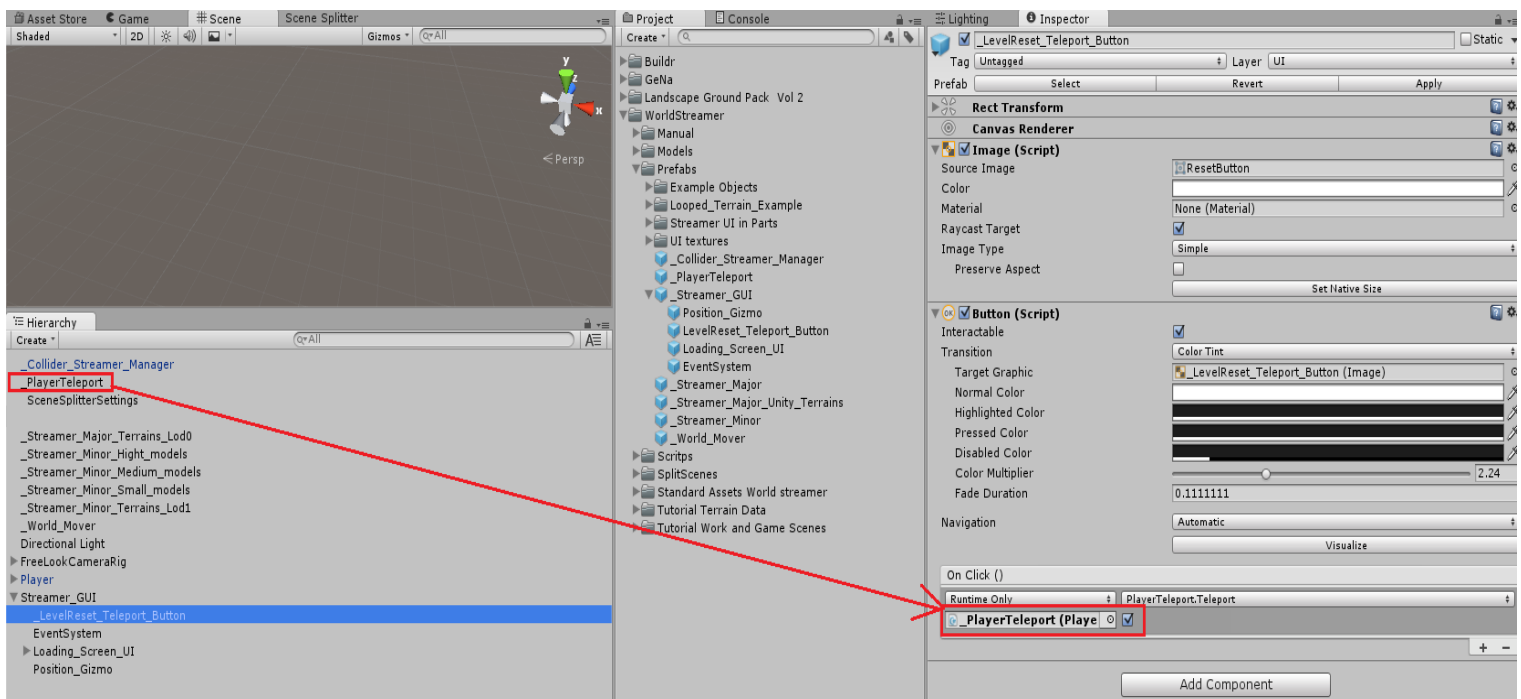 Asset Store
Game
Scene
Scene Splitter
Shaded
2D
Gizmos
All
y
z
x
Persp
Hierarchy
Create
All
_Collider_Streamer_Manager
_PlayerTeleport
SceneSplitterSettings
_Streamer_Major_Terrains_Lod0
_Streamer_Minor_Hight_models
_Streamer_Minor_Medium_models
_Streamer_Minor_Small_models
_Streamer_Minor_Terrains_Lod1
_World_Mover
Directional Light
FreeLookCameraRig
Player
Streamer_GUI
_LevelReset_Teleport_Button
EventSystem
Loading_Screen_UI
Position_Gizmo
Project
Console
Create
Buildr
GeNa
Landscape Ground Pack Vol 2
WorldStreamer
Manual
Models
Prefabs
Example Objects
Looped_Terrain_Example
Streamer UI in Parts
UI textures
_Collider_Streamer_Manager
_PlayerTeleport
_Streamer_GUI
Position_Gizmo
LevelReset_Teleport_Button
Loading_Screen_UI
EventSystem
_Streamer_Major
_Streamer_Major_Unity_Terrains
_Streamer_Minor
_World_Mover
Scritps
SplitScenes
Standard Assets World streamer
Tutorial Terrain Data
Tutorial Work and Game Scenes
Lighting
Inspector
_LevelReset_Teleport_Button
Static
Tag Untagged Layer UI
Prefab Select Revert Apply
Rect Transform
Canvas Renderer
Image (Script)
Source Image ResetButton
Color
Material None (Material)
Raycast Target
Image Type Simple
Preserve Aspect
Set Native Size
OK Button (Script)
Interactable
Transition Color Tint
Target Graphic _LevelReset_Teleport_Button (Image)
Normal Color
Highlighted Color
Pressed Color
Disabled Color
Color Multiplier 2.24
Fade Duration 0.1111111
Navigation Automatic
Visualize
On Click ()
Runtime Only PlayerTeleport.Teleport
_PlayerTeleport (Playe
+ −
Add Component